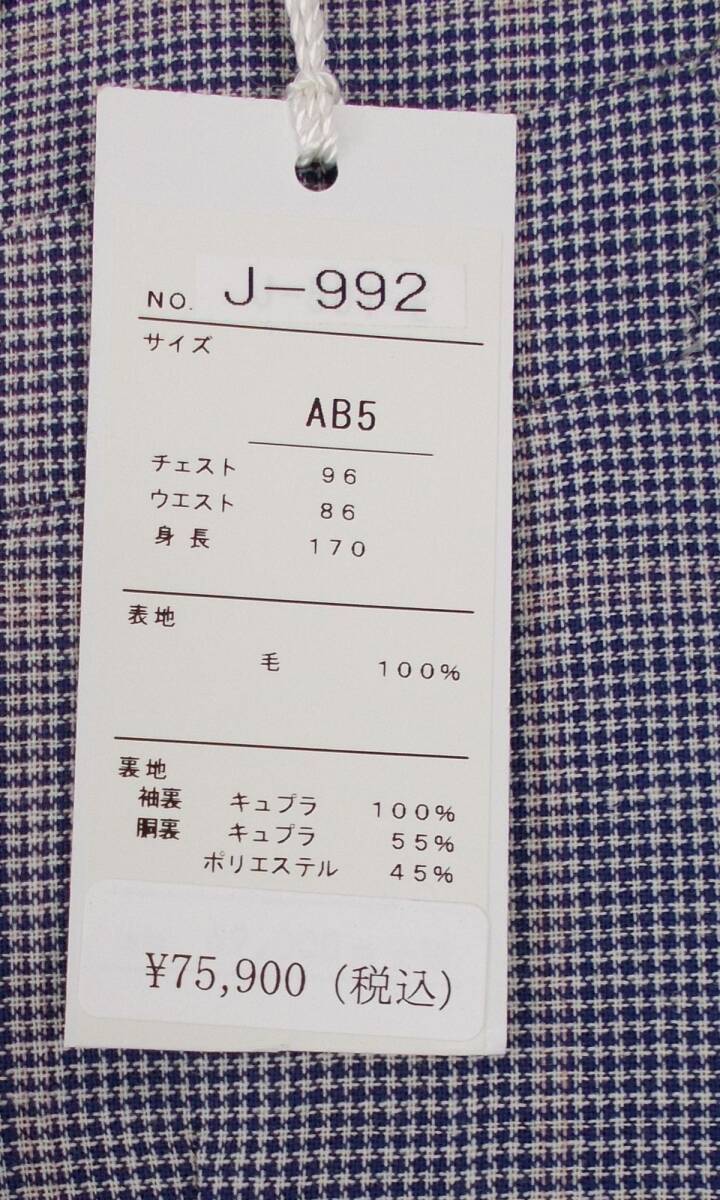 NO. J-992
サイズ
AB5
チェスト 96
ウエスト 86
身長 170
表地
毛 100%
裏地
袖裏 キュプラ 100%
胴裏 キュプラ 55%
ポリエステル 45%
¥75,900 (税込)